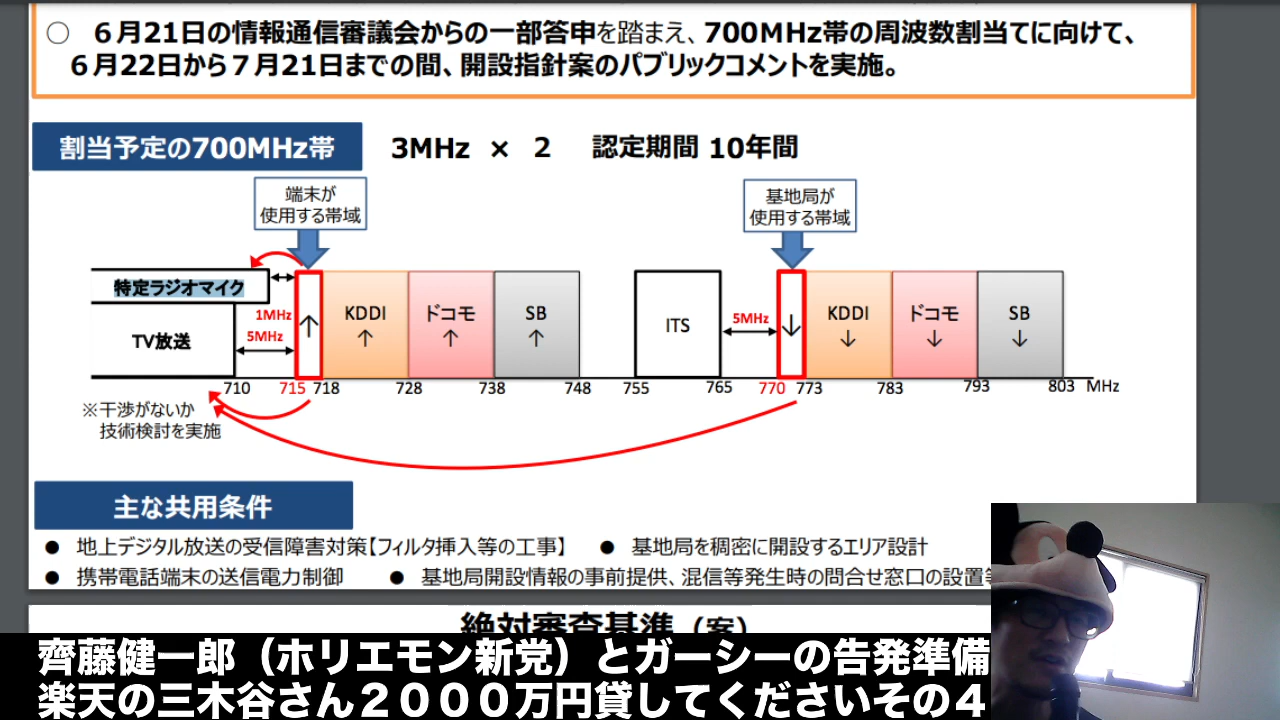 ○ 6月21日の情報通信審議会からの一部答申を踏まえ、700MHz帯の周波数割当てに向けて、
6月22日から7月21日までの間、開設指針案のパブリックコメントを実施。
割当予定の700MHz帯 3MHz × 2 認定期間 10年間
端末が
使用する帯域
基地局が
使用する帯域
特定ラジオマイク
TV放送
1MHz
5MHz
↑
KDDI
↑
ドコモ
↑
SB
↑
ITS
5MHz
↓
KDDI
↓
ドコモ
↓
SB
↓
710 715 718 728 738 748 755 765 770 773 783 793 803 MHz
※干渉がないか
技術検討を実施
主な共用条件
● 地上デジタル放送の受信障害対策【フィルタ挿入等の工事】 ● 基地局を稠密に開設するエリア設計
● 携帯電話端末の送信電力制御 ● 基地局開設情報の事前提供、混信等発生時の問合せ窓口の設置等
絶対審査基準(案)
齊藤健一郎(ホリエモン新党)とガーシーの告発準備
楽天の三木谷さん2000万円貸してくださいその4